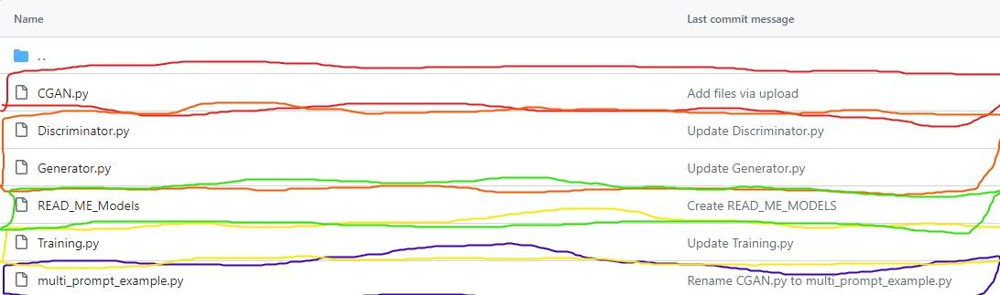 Name Last commit message
..
CGAN.py Add files via upload
Discriminator.py Update Discriminator.py
Generator.py Update Generator.py
READ_ME_Models Create READ_ME_MODELS
Training.py Update Training.py
multi_prompt_example.py Rename CGAN.py to multi_prompt_example.py